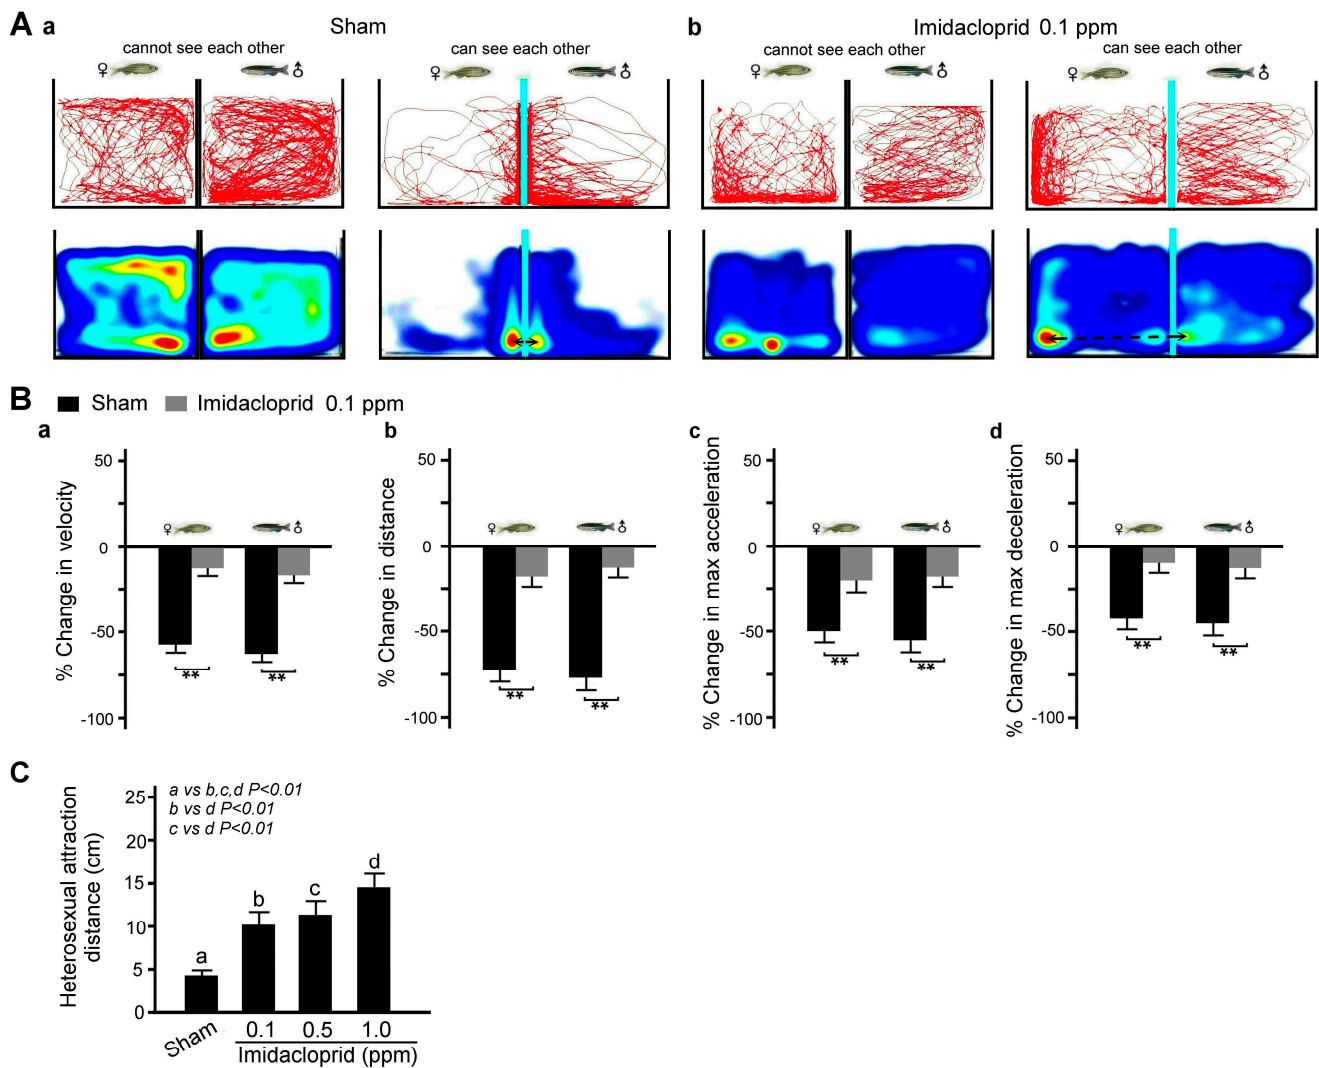 A a Sham b Imidacloprid 0.1 ppm
cannot see each other can see each other cannot see each other can see each other
♀ ♂ ♀ ♂ ♀ ♂ ♀ ♂
B Sham Imidacloprid 0.1 ppm
a
% Change in velocity
50
0
-50
-100
♀ ♂
** **
b
% Change in distance
50
0
-50
-100
♀ ♂
** **
c
% Change in max acceleration
50
0
-50
-100
♀ ♂
** **
d
% Change in max deceleration
50
0
-50
-100
♀ ♂
** **
C
Heterosexual attraction
distance (cm)
25
20
15
10
5
0
a vs b,c,d P<0.01
b vs d P<0.01
c vs d P<0.01
a b c d
Sham 0.1 0.5 1.0
Imidacloprid (ppm)